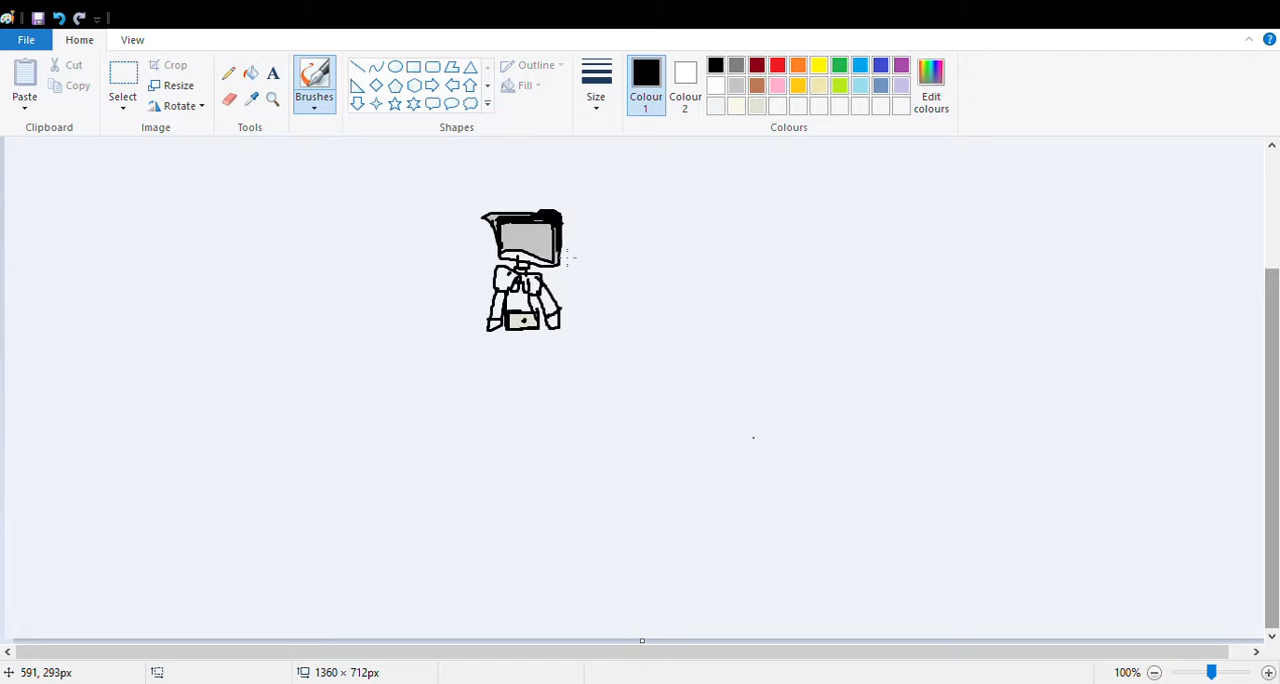 File Home View
Paste Cut Copy Clipboard
Select Crop Resize Rotate Image
Tools
Brushes
Outline Fill Shapes
Size
Colour 1 Colour 2 Edit colours Colours
591, 293px 1360 × 712px 100%